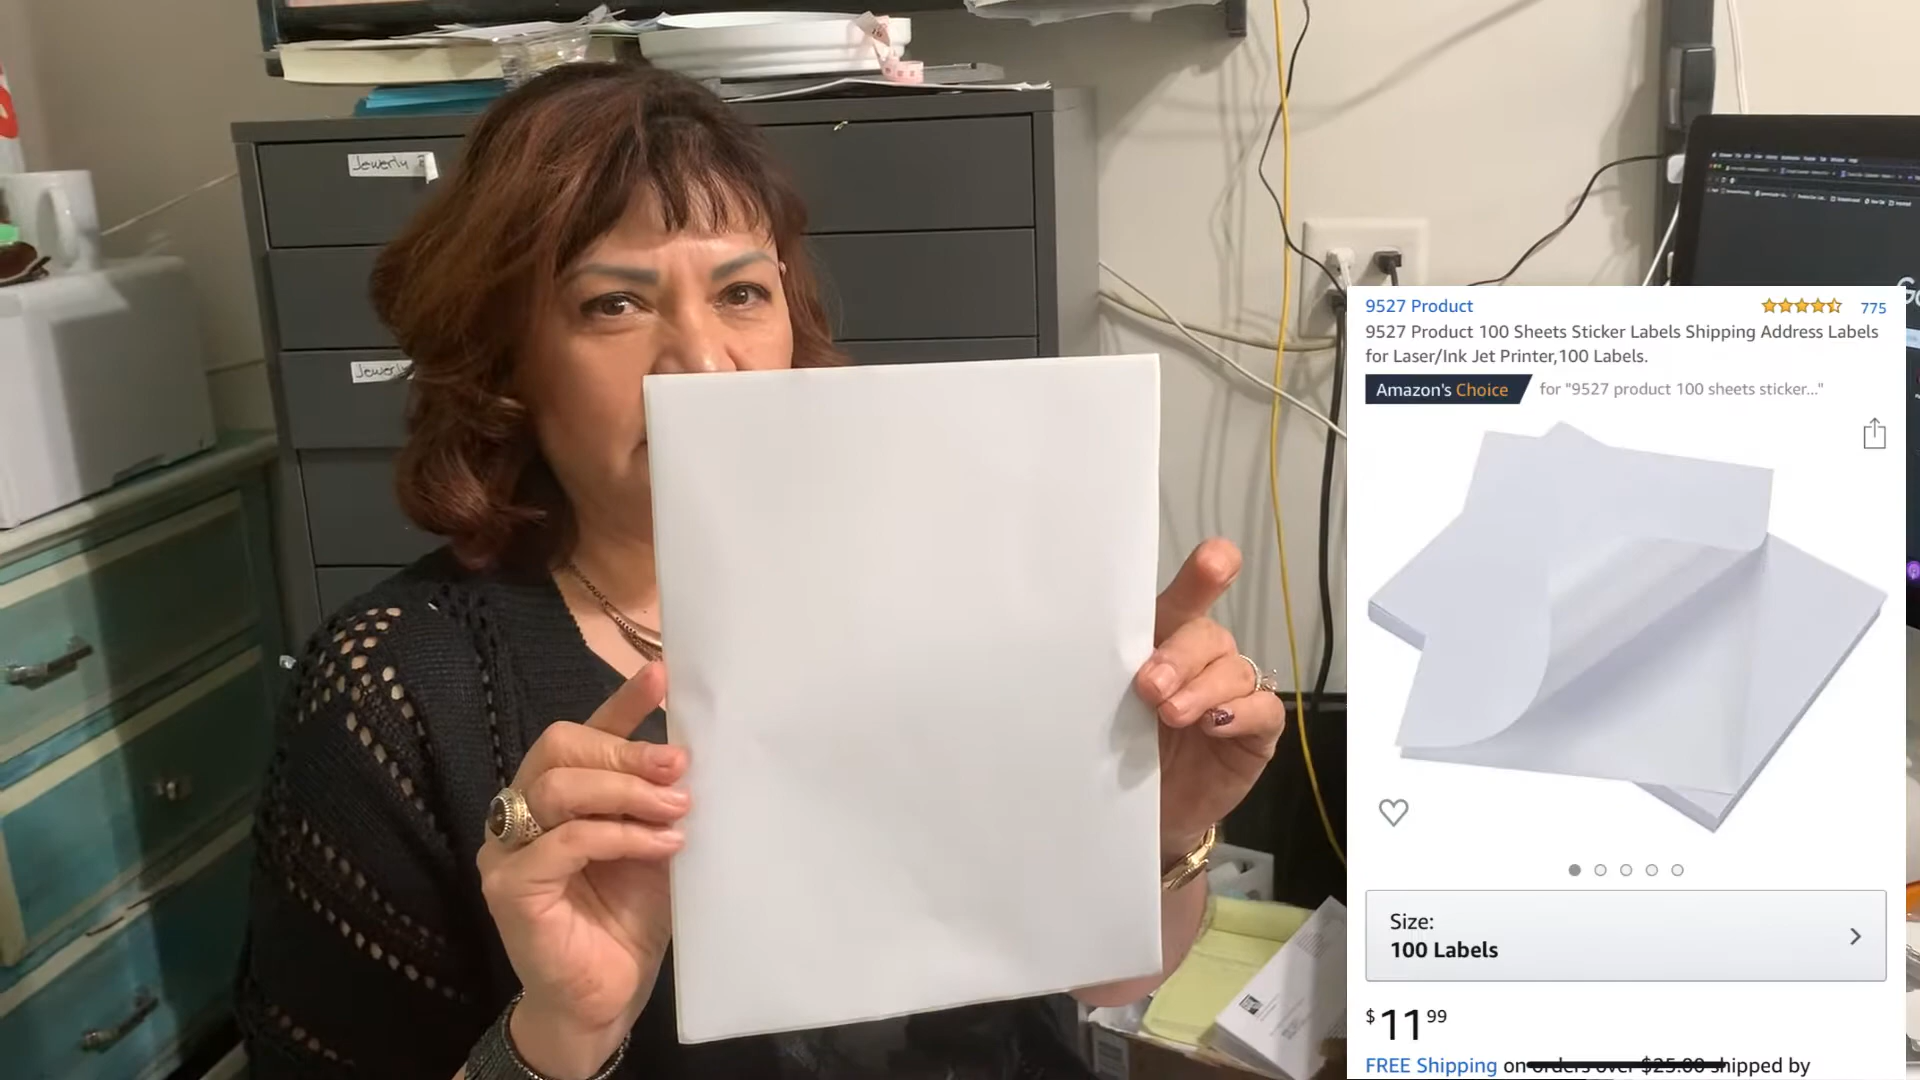 Jewerly
Jewerly
9527 Product
775
9527 Product 100 Sheets Sticker Labels Shipping Address Labels
for Laser/Ink Jet Printer,100 Labels.
Amazon's Choice
for "9527 product 100 sheets sticker..."
Size:
100 Labels
$11 99
FREE Shipping on orders over $25.00 shipped by